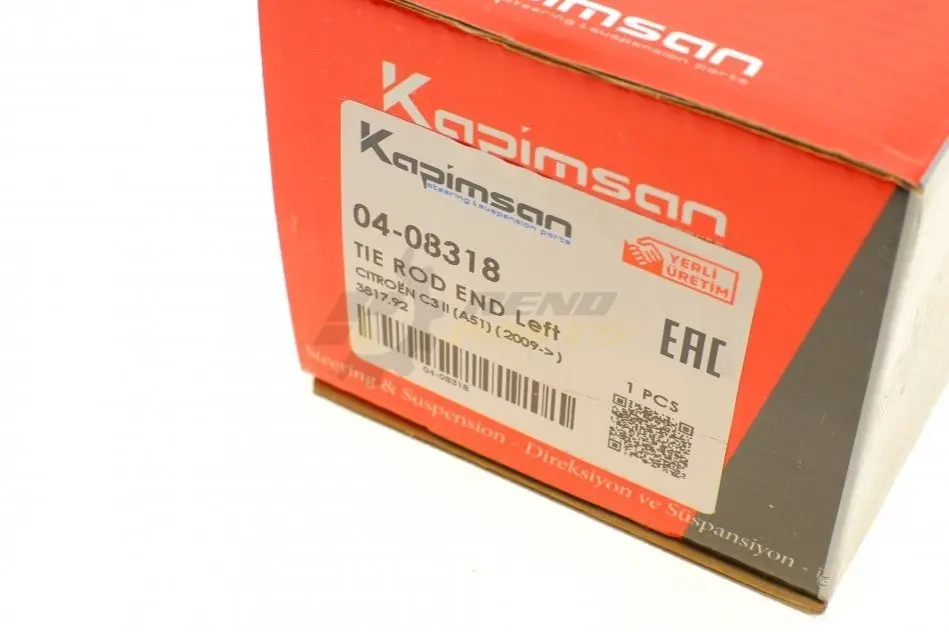 Kapimsan
steering & suspension parts
Kapimsan
Kapimsan
steering & suspension parts
04-08318
TIE ROD END Left
CITROËN C3 II (A51) ( 2009-> )
3817.92
04-08318
YERLİ
ÜRETİM
EAC
1 PCS
Steering & Suspension - Direksiyon ve Süspansiyon -